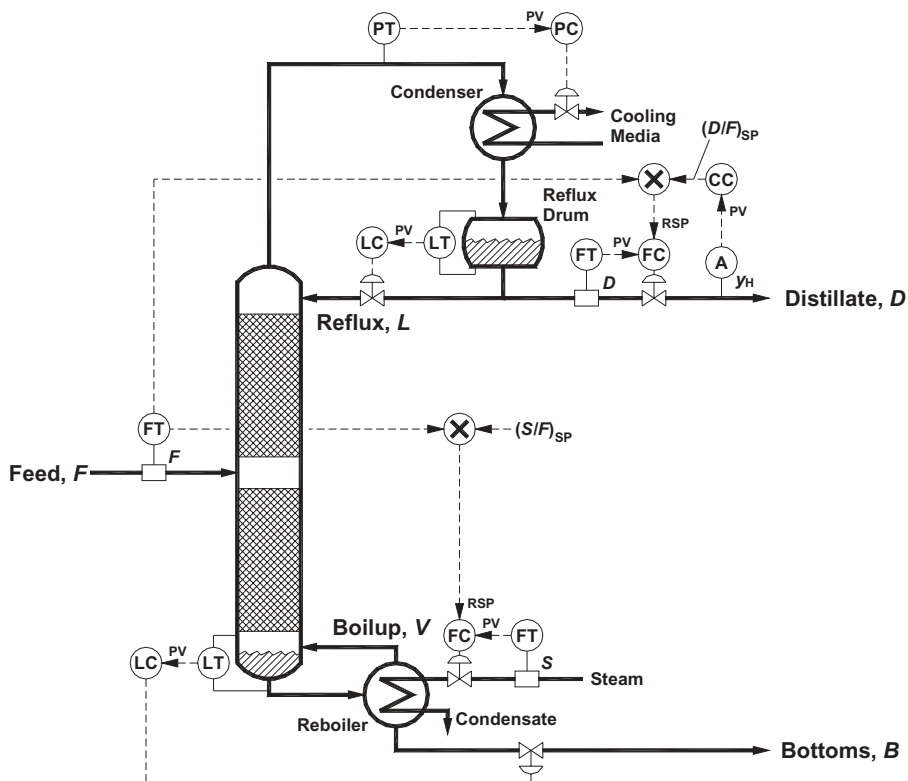 PT
PV
PC
Condenser
Cooling
Media
(D/F)SP
CC
Reflux
Drum
PV
RSP
LC
PV
LT
FT
PV
FC
A
D
yH
Distillate, D
Reflux, L
FT
(S/F)SP
F
Feed, F
RSP
Boilup, V
FC
PV
FT
LC
PV
LT
S
Steam
Reboiler
Condensate
Bottoms, B